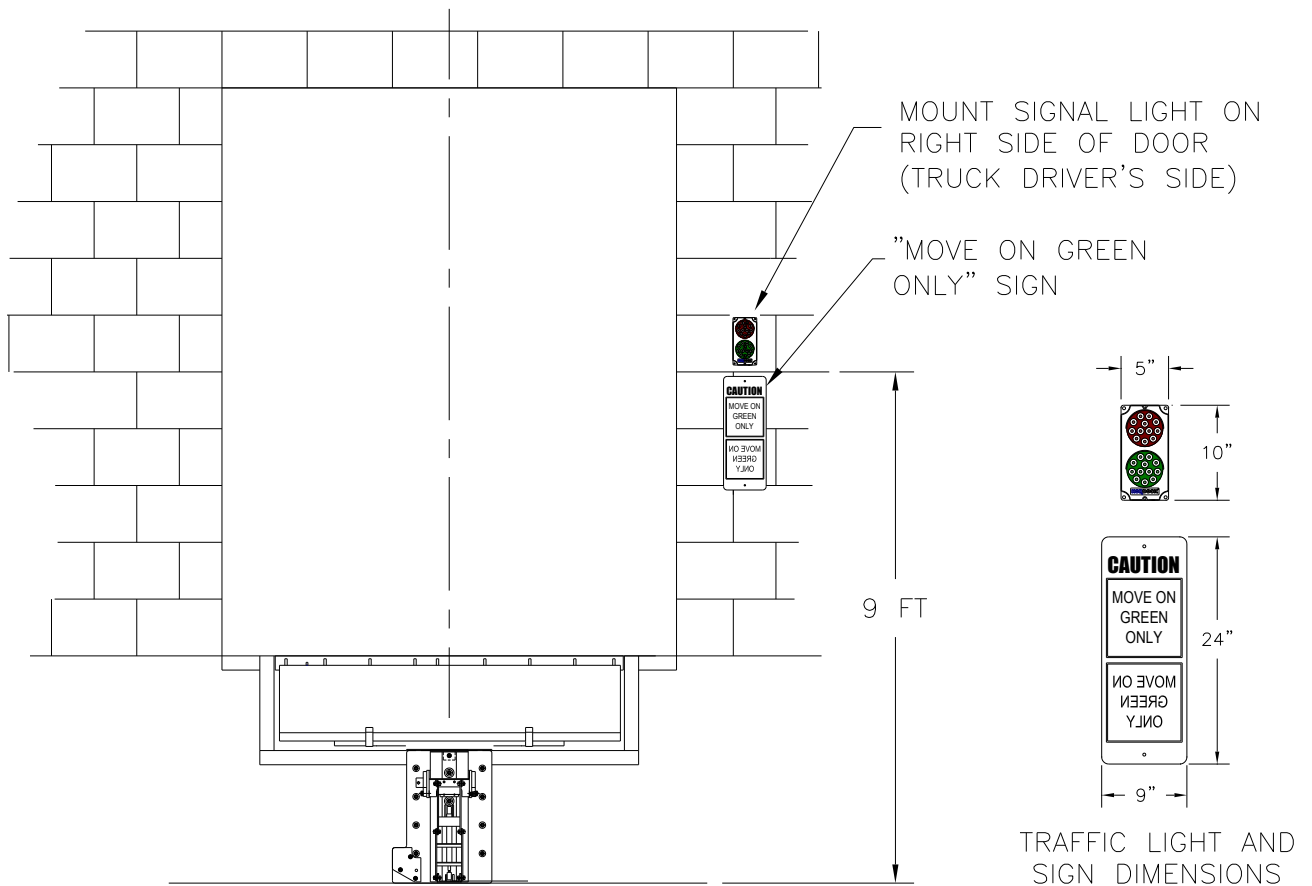 MOUNT SIGNAL LIGHT ON
RIGHT SIDE OF DOOR
(TRUCK DRIVER'S SIDE)
"MOVE ON GREEN
ONLY" SIGN
CAUTION
MOVE ON
GREEN
ONLY
MOVE ON
GREEN
ONLY
9 FT
5"
10"
CAUTION
MOVE ON
GREEN
ONLY
MOVE ON
GREEN
ONLY
24"
9"
TRAFFIC LIGHT AND
SIGN DIMENSIONS